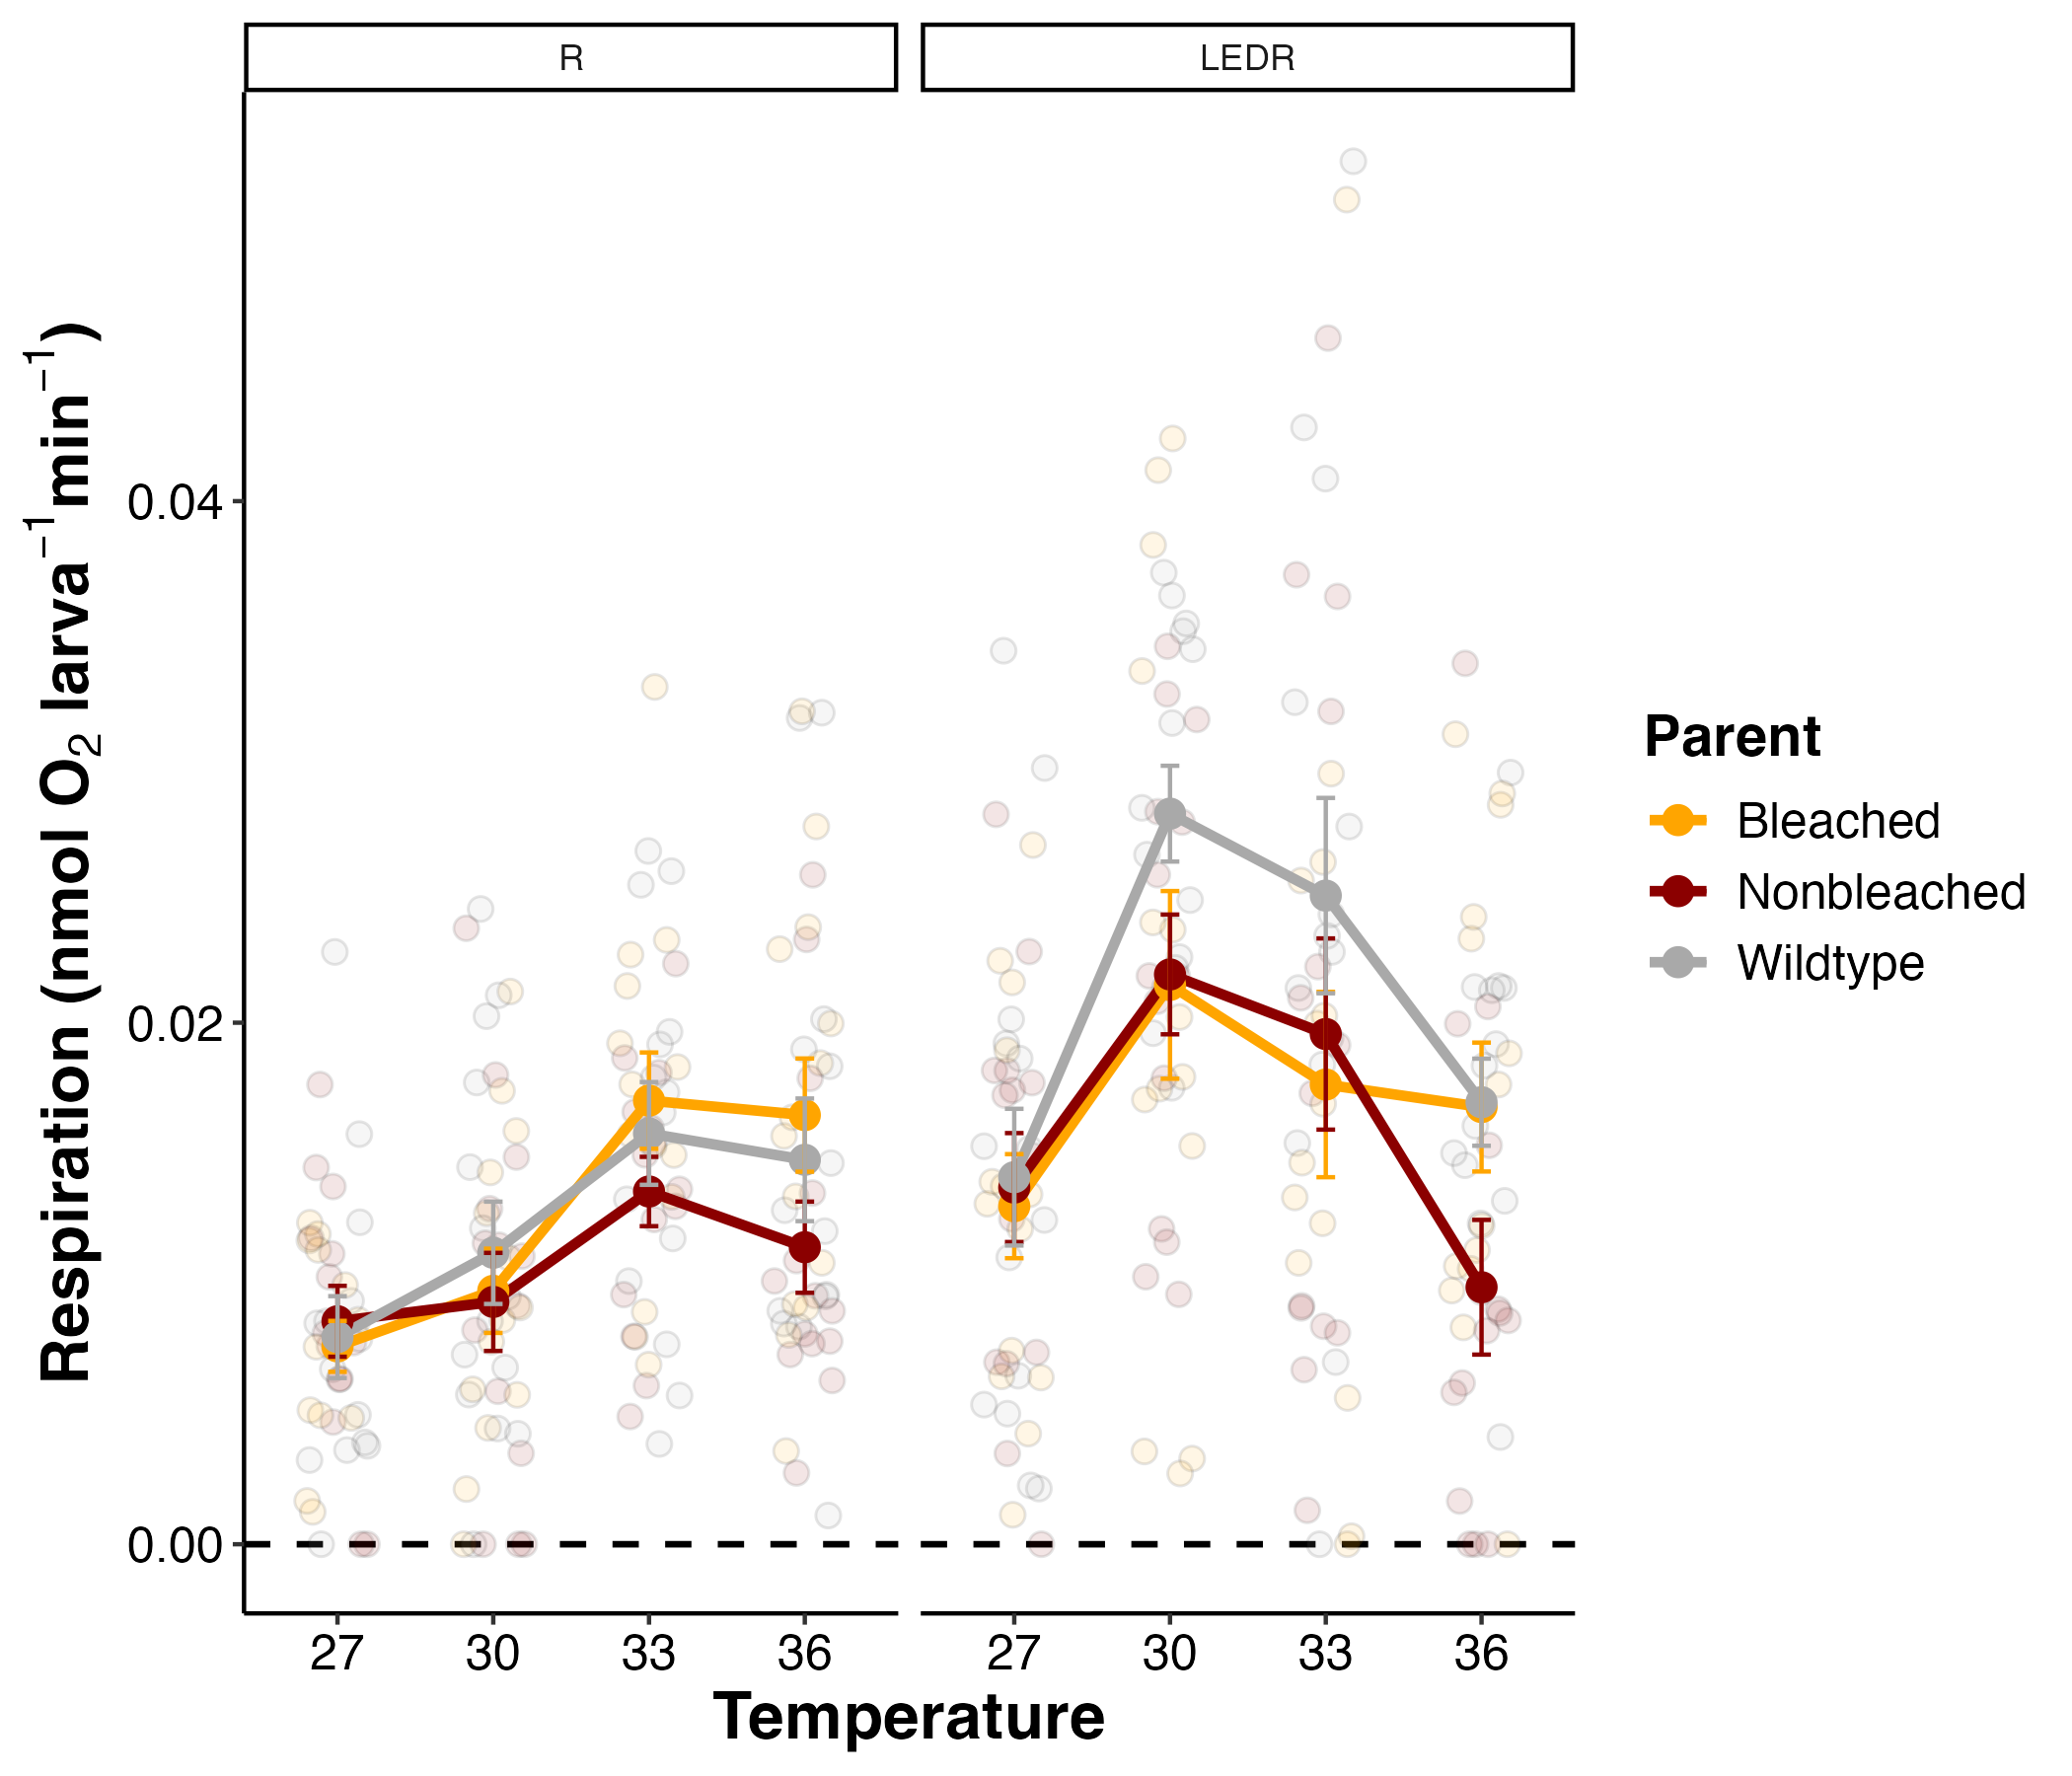 R
LEDR
Respiration (nmol O₂ larva⁻¹min⁻¹)
0.04
0.02
0.00
27 30 33 36 27 30 33 36
Temperature
Parent
Bleached
Nonbleached
Wildtype